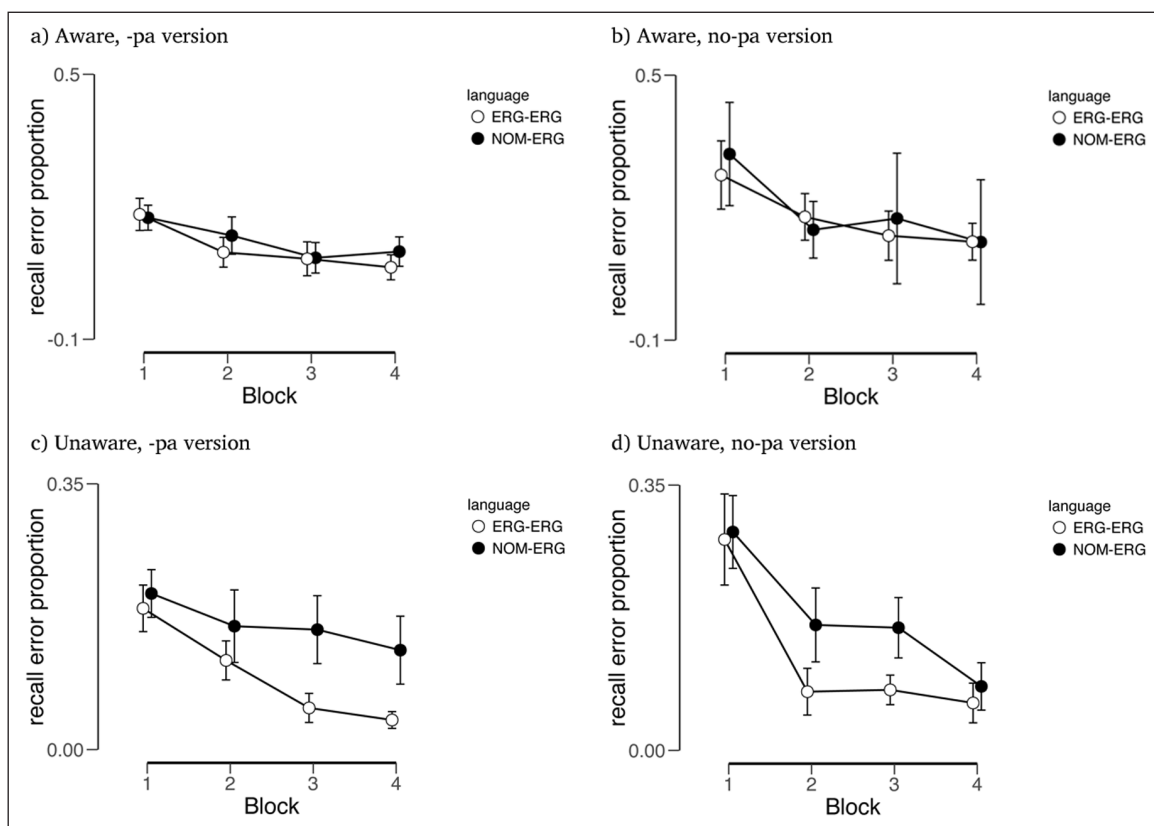 a) Aware, -pa version
0.5
-0.1
recall error proportion
language
ERG-ERG
NOM-ERG
1 2 3 4
Block
b) Aware, no-pa version
0.5
-0.1
recall error proportion
language
ERG-ERG
NOM-ERG
1 2 3 4
Block
c) Unaware, -pa version
0.35
0.00
recall error proportion
language
ERG-ERG
NOM-ERG
1 2 3 4
Block
d) Unaware, no-pa version
0.35
0.00
recall error proportion
language
ERG-ERG
NOM-ERG
1 2 3 4
Block